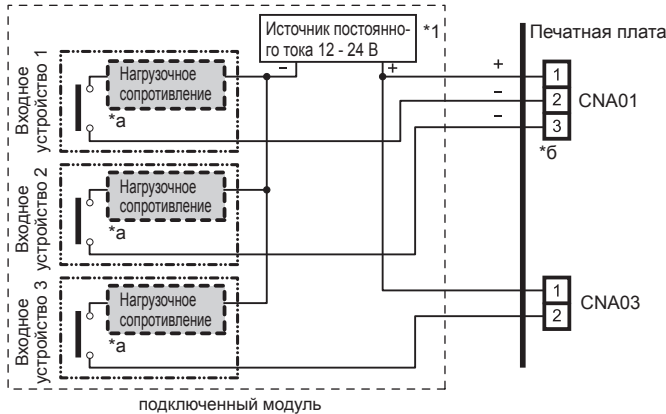 Источник постоянно-
го тока 12 - 24 В
*1
Печатная плата
Входное
устройство 1
Нагрузочное
сопротивление
*a
–
+
+
–
–
1
2
3
CNA01
*б
Входное
устройство 2
Нагрузочное
сопротивление
*a
Входное
устройство 3
Нагрузочное
сопротивление
*a
1
2
CNA03
подключенный модуль